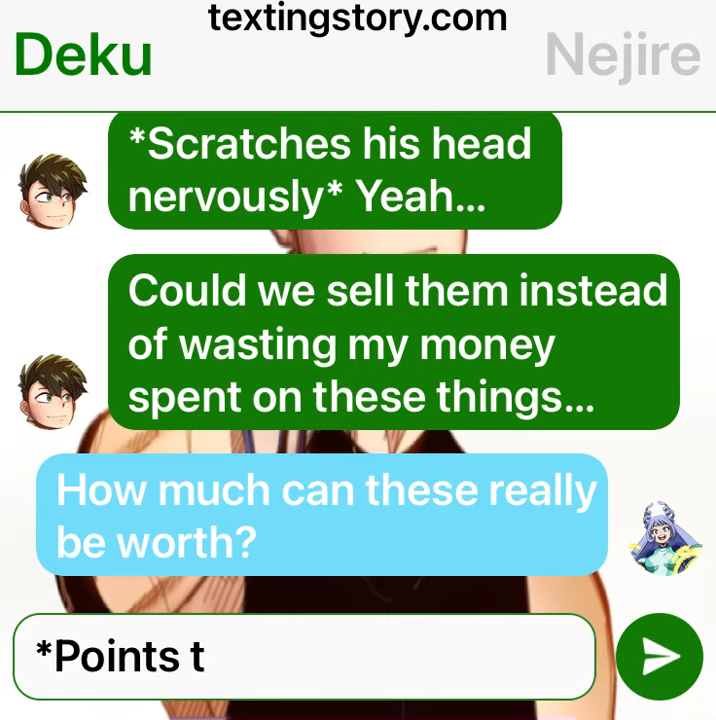 textingstory.com
Deku
Nejire
*Scratches his head
nervously* Yeah...
Could we sell them instead
of wasting my money
spent on these things...
How much can these really
be worth?
*Points t